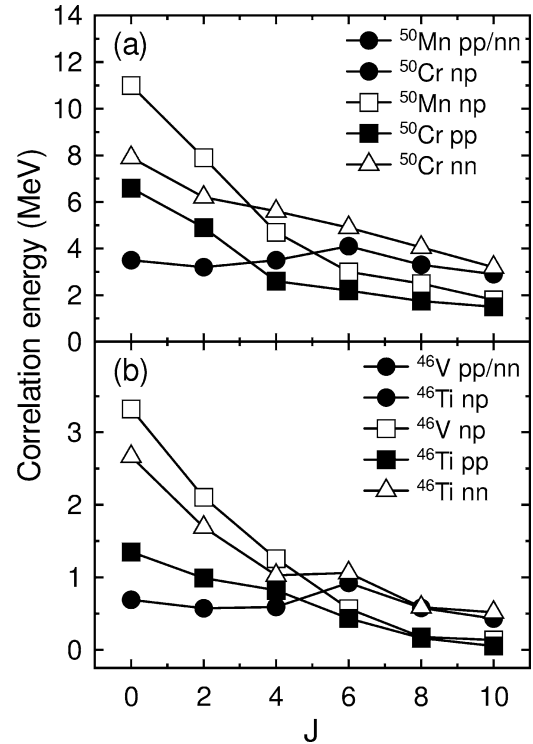 Correlation energy (MeV)
(a)
⁵⁰Mn pp/nn
⁵⁰Cr np
⁵⁰Mn np
⁵⁰Cr pp
⁵⁰Cr nn
14
12
10
8
6
4
2
0
(b)
⁴⁶V pp/nn
⁴⁶Ti np
⁴⁶V np
⁴⁶Ti pp
⁴⁶Ti nn
3
2
1
0
0 2 4 6 8 10
J